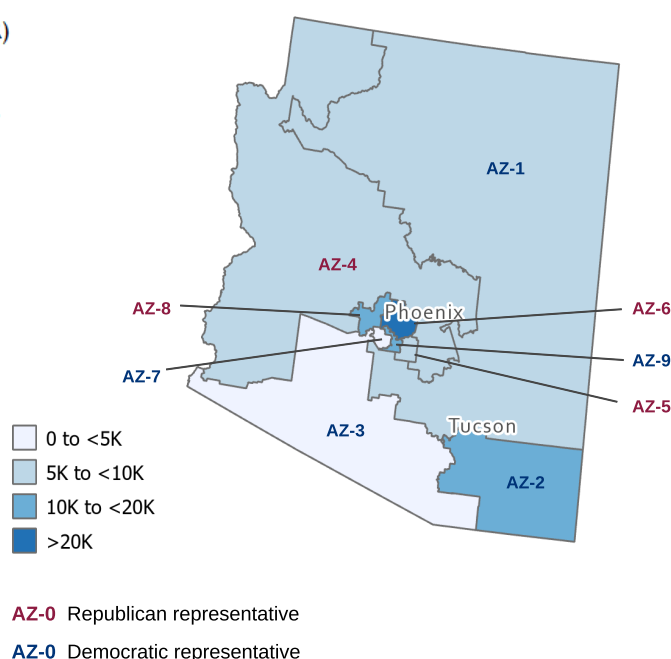 )
AZ-1
AZ-4
AZ-8
Phoenix
AZ-6
AZ-9
AZ-7
AZ-5
Tucson
AZ-3
AZ-2
0 to <5K
5K to <10K
10K to <20K
>20K
AZ-0 Republican representative
AZ-0 Democratic representative